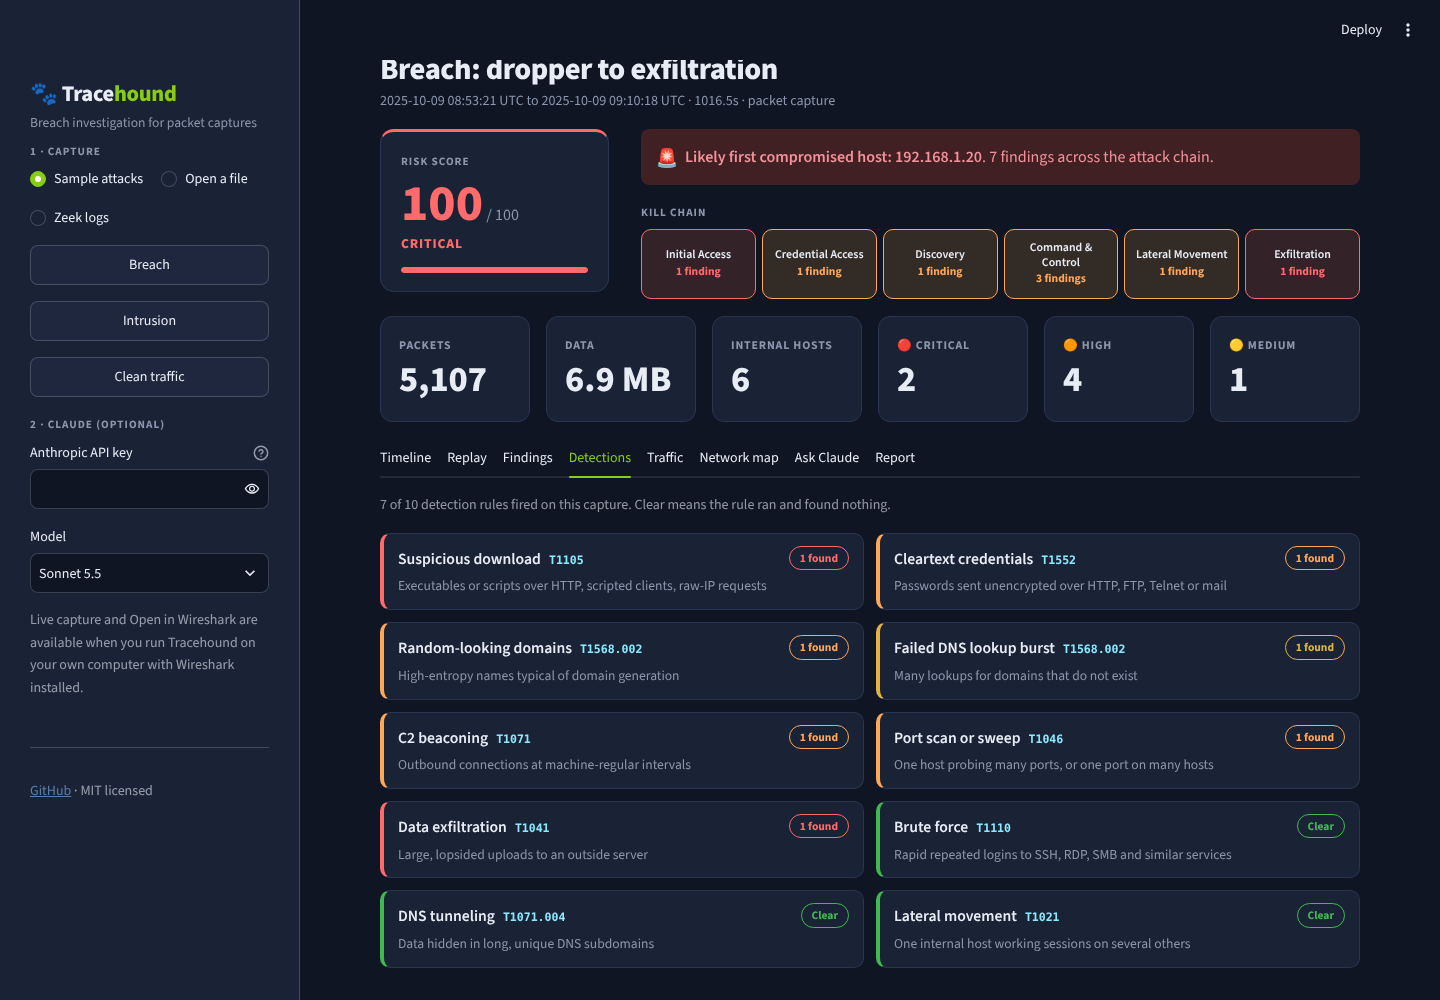 Deploy
Tracehound
Breach investigation for packet captures
1 · CAPTURE
Sample attacks
Open a file
Zeek logs
Breach
Intrusion
Clean traffic
2 · CLAUDE (OPTIONAL)
Anthropic API key
Model
Sonnet 5.5
Live capture and Open in Wireshark are
available when you run Tracehound on
your own computer with Wireshark
installed.
GitHub · MIT licensed
Breach: dropper to exfiltration
2025-10-09 08:53:21 UTC to 2025-10-09 09:10:18 UTC · 1016.5s · packet capture
RISK SCORE
100 / 100
CRITICAL
Likely first compromised host: 192.168.1.20. 7 findings across the attack chain.
KILL CHAIN
Initial Access
1 finding
Credential Access
1 finding
Discovery
1 finding
Command &
Control
3 findings
Lateral Movement
1 finding
Exfiltration
1 finding
PACKETS
5,107
DATA
6.9 MB
INTERNAL HOSTS
6
CRITICAL
2
HIGH
4
MEDIUM
1
Timeline
Replay
Findings
Detections
Traffic
Network map
Ask Claude
Report
7 of 10 detection rules fired on this capture. Clear means the rule ran and found nothing.
Suspicious download T1105
1 found
Executables or scripts over HTTP, scripted clients, raw-IP requests
Cleartext credentials T1552
1 found
Passwords sent unencrypted over HTTP, FTP, Telnet or mail
Random-looking domains T1568.002
1 found
High-entropy names typical of domain generation
Failed DNS lookup burst T1568.002
1 found
Many lookups for domains that do not exist
C2 beaconing T1071
1 found
Outbound connections at machine-regular intervals
Port scan or sweep T1046
1 found
One host probing many ports, or one port on many hosts
Data exfiltration T1041
1 found
Large, lopsided uploads to an outside server
Brute force T1110
Clear
Rapid repeated logins to SSH, RDP, SMB and similar services
DNS tunneling T1071.004
Clear
Data hidden in long, unique DNS subdomains
Lateral movement T1021
Clear
One internal host working sessions on several others